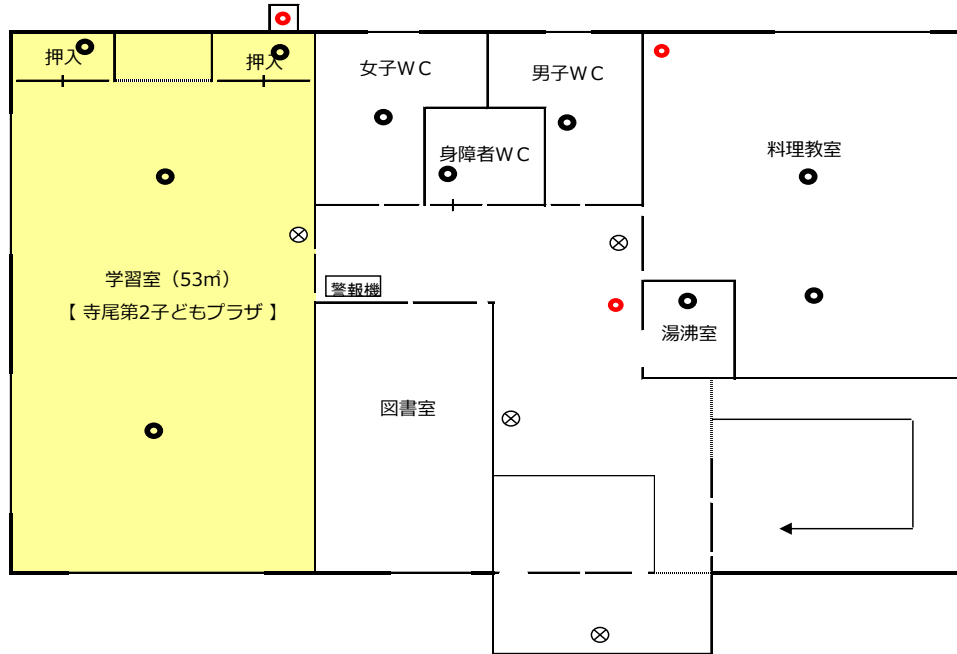 押入
押入
女子ＷＣ
男子ＷＣ
身障者ＷＣ
料理教室
学習室（53㎡）
【 寺尾第2子どもプラザ 】
警報機
湯沸室
図書室